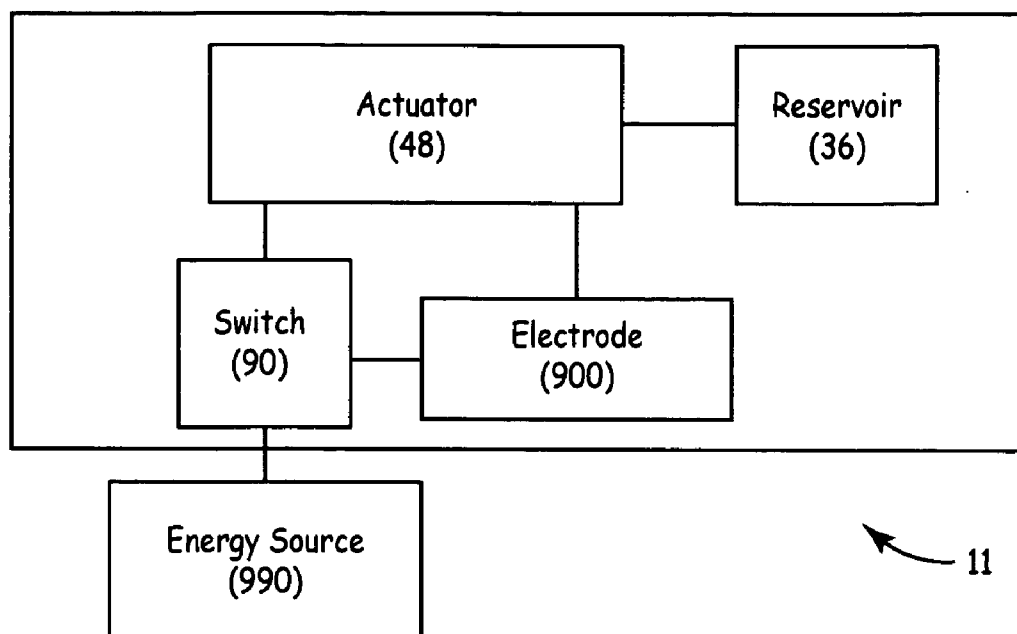 Actuator
(48)
Reservoir
(36)
Switch
(90)
Electrode
(900)
Energy Source
(990)
11